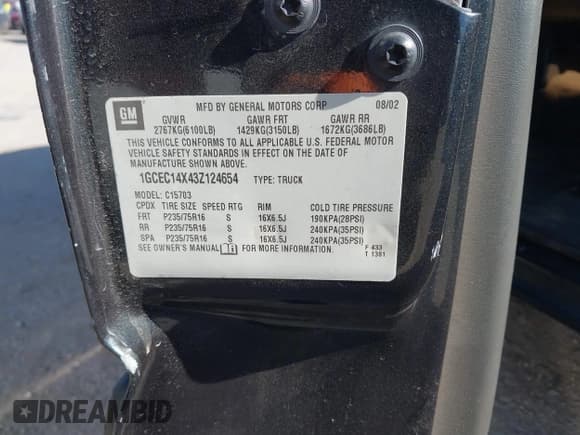 GM
MFD BY GENERAL MOTORS CORP 08/02
GVWR GAWR FRT GAWR RR
2767KG(6100LB) 1429KG(3150LB) 1672KG(3686LB)
THIS VEHICLE CONFORMS TO ALL APPLICABLE U.S. FEDERAL MOTOR
VEHICLE SAFETY STANDARDS IN EFFECT ON THE DATE OF
MANUFACTURE SHOWN ABOVE.
1GCEC14X43Z124654 TYPE: TRUCK
MODEL: C15703
CPDX TIRE SIZE SPEED RTG RIM COLD TIRE PRESSURE
FRT P235/75R16 S 16X6.5J 190KPA(28PSI)
RR P235/75R16 S 16X6.5J 240KPA(35PSI)
SPA P235/75R16 S 16X6.5J 240KPA(35PSI)
SEE OWNER'S MANUAL FOR MORE INFORMATION. F 433
T 1381
DREAMBID